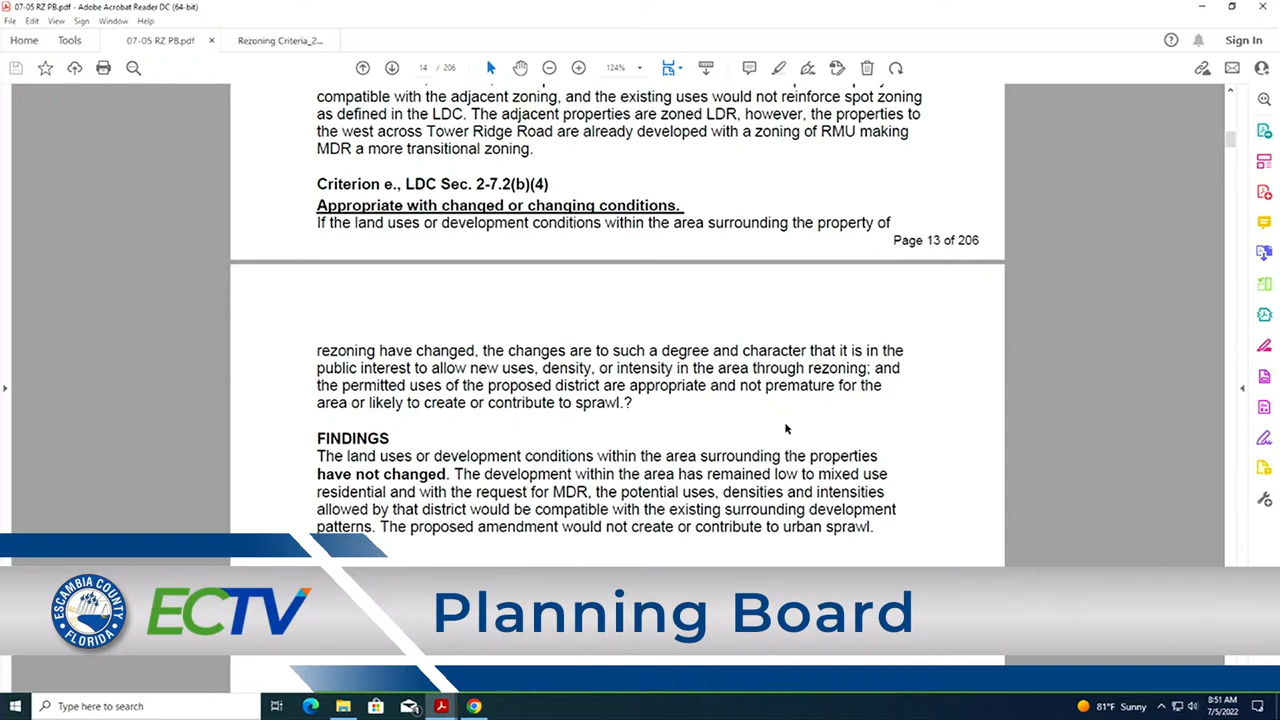 07-05 RZ PB.pdf - Adobe Acrobat Reader DC (64-bit)
File Edit View Sign Window Help
Home Tools 07-05 RZ PB.pdf × Rezoning Criteria_2... Sign In
14 / 206 124%
compatible with the adjacent zoning, and the existing uses would not reinforce spot zoning
as defined in the LDC. The adjacent properties are zoned LDR, however, the properties to
the west across Tower Ridge Road are already developed with a zoning of RMU making
MDR a more transitional zoning.
Criterion e., LDC Sec. 2-7.2(b)(4)
Appropriate with changed or changing conditions.
If the land uses or development conditions within the area surrounding the property of
Page 13 of 206
rezoning have changed, the changes are to such a degree and character that it is in the
public interest to allow new uses, density, or intensity in the area through rezoning; and
the permitted uses of the proposed district are appropriate and not premature for the
area or likely to create or contribute to sprawl.?
FINDINGS
The land uses or development conditions within the area surrounding the properties
have not changed. The development within the area has remained low to mixed use
residential and with the request for MDR, the potential uses, densities and intensities
allowed by that district would be compatible with the existing surrounding development
patterns. The proposed amendment would not create or contribute to urban sprawl.
ESCAMBIA COUNTY
FLORIDA
ECTV
Planning Board
Type here to search
81°F Sunny
8:51 AM
7/5/2022